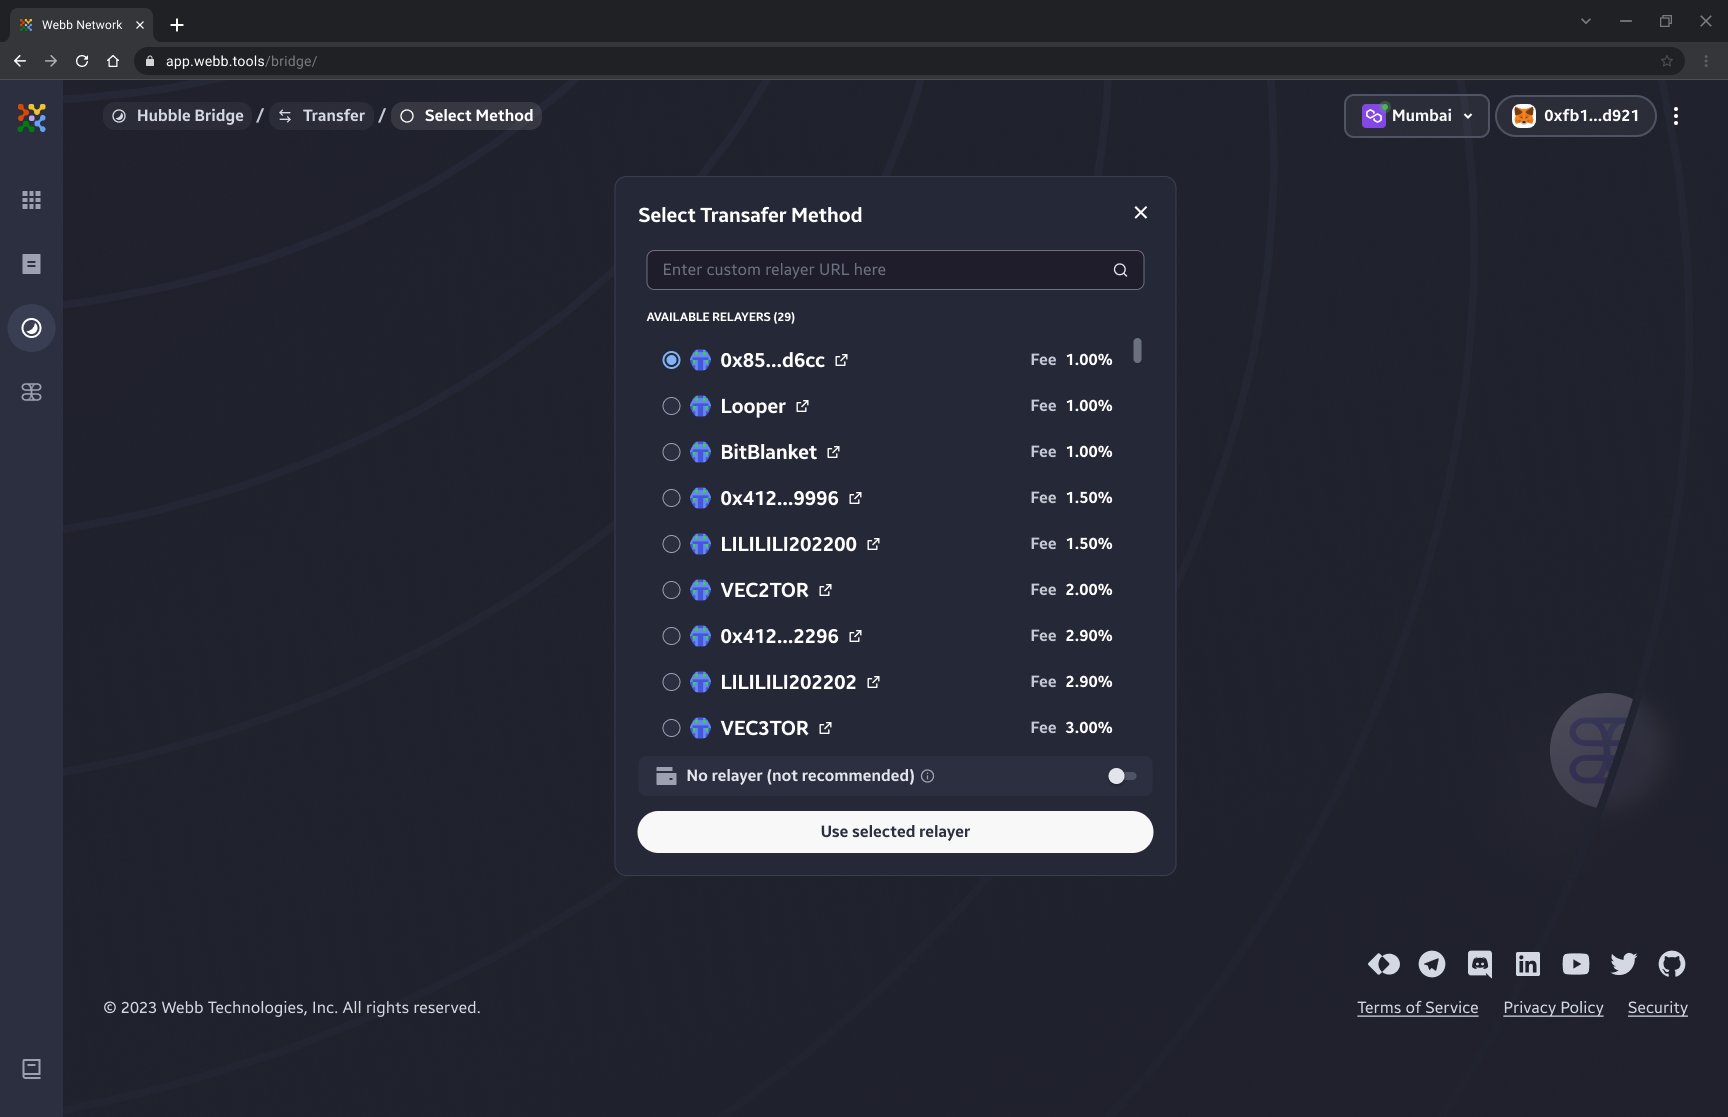 Webb Network
app.webb.tools/bridge/
Hubble Bridge / Transfer / Select Method
Mumbai
0xfb1...d921
Select Transafer Method
Enter custom relayer URL here
AVAILABLE RELAYERS (29)
0x85...d6cc Fee 1.00%
Looper Fee 1.00%
BitBlanket Fee 1.00%
0x412...9996 Fee 1.50%
LILILILI202200 Fee 1.50%
VEC2TOR Fee 2.00%
0x412...2296 Fee 2.90%
LILILILI202202 Fee 2.90%
VEC3TOR Fee 3.00%
No relayer (not recommended)
Use selected relayer
© 2023 Webb Technologies, Inc. All rights reserved.
Terms of Service Privacy Policy Security